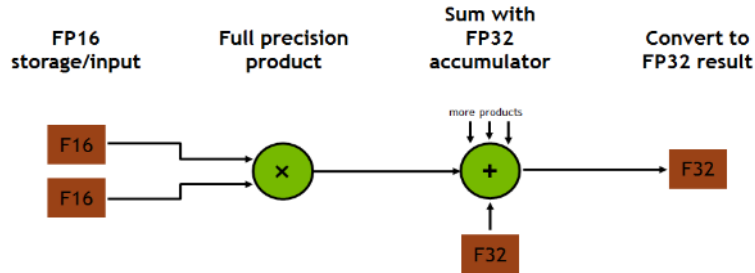 FP16
storage/input
Full precision
product
Sum with
FP32
accumulator
Convert to
FP32 result
more products
F16
×
+
F32
F16
F32